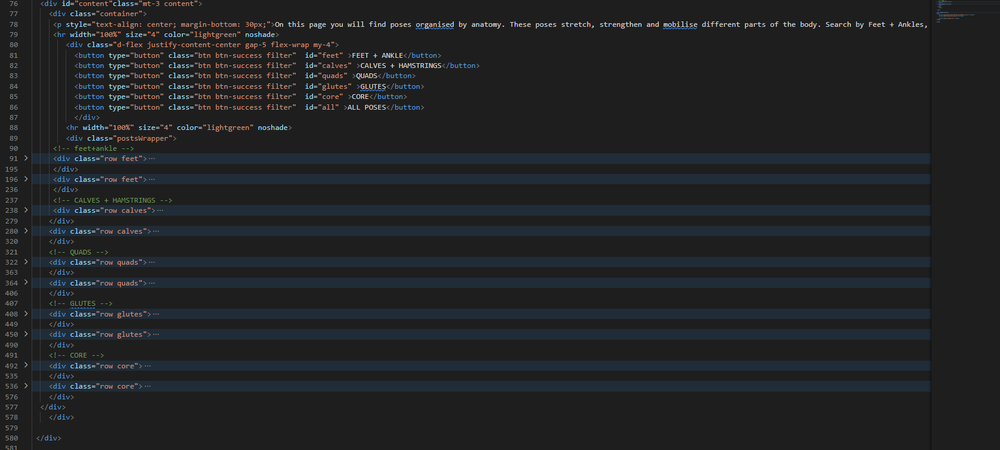 76 <div id="content"class="mt-3 content">
77 <div class="container">
78 <p style="text-align: center; margin-bottom: 30px;">On this page you will find poses organised by anatomy. These poses stretch, strengthen and mobilise different parts of the body. Search by Feet + Ankles,
79 <hr width="100%" size="4" color="lightgreen" noshade>
80 <div class="d-flex justify-content-center gap-5 flex-wrap my-4">
81 <button type="button" class="btn btn-success filter"  id="feet" >FEET + ANKLE</button>
82 <button type="button" class="btn btn-success filter"  id="calves" >CALVES + HAMSTRINGS</button>
83 <button type="button" class="btn btn-success filter"  id="quads" >QUADS</button>
84 <button type="button" class="btn btn-success filter"  id="glutes" >GLUTES</button>
85 <button type="button" class="btn btn-success filter"  id="core" >CORE</button>
86 <button type="button" class="btn btn-success filter"  id="all" >ALL POSES</button>
87 </div>
88 <hr width="100%" size="4" color="lightgreen" noshade>
89 <div class="postsWrapper">
90 <!-- feet+ankle -->
91 <div class="row feet">···
195 </div>
196 <div class="row feet">···
236 </div>
237 <!-- CALVES + HAMSTRINGS -->
238 <div class="row calves">···
279 </div>
280 <div class="row calves">···
320 </div>
321 <!-- QUADS -->
322 <div class="row quads">···
363 </div>
364 <div class="row quads">···
406 </div>
407 <!-- GLUTES -->
408 <div class="row glutes">···
449 </div>
450 <div class="row glutes">···
490 </div>
491 <!-- CORE -->
492 <div class="row core">···
535 </div>
536 <div class="row core">···
576 </div>
577 </div>
578 </div>
579
580 </div>
581